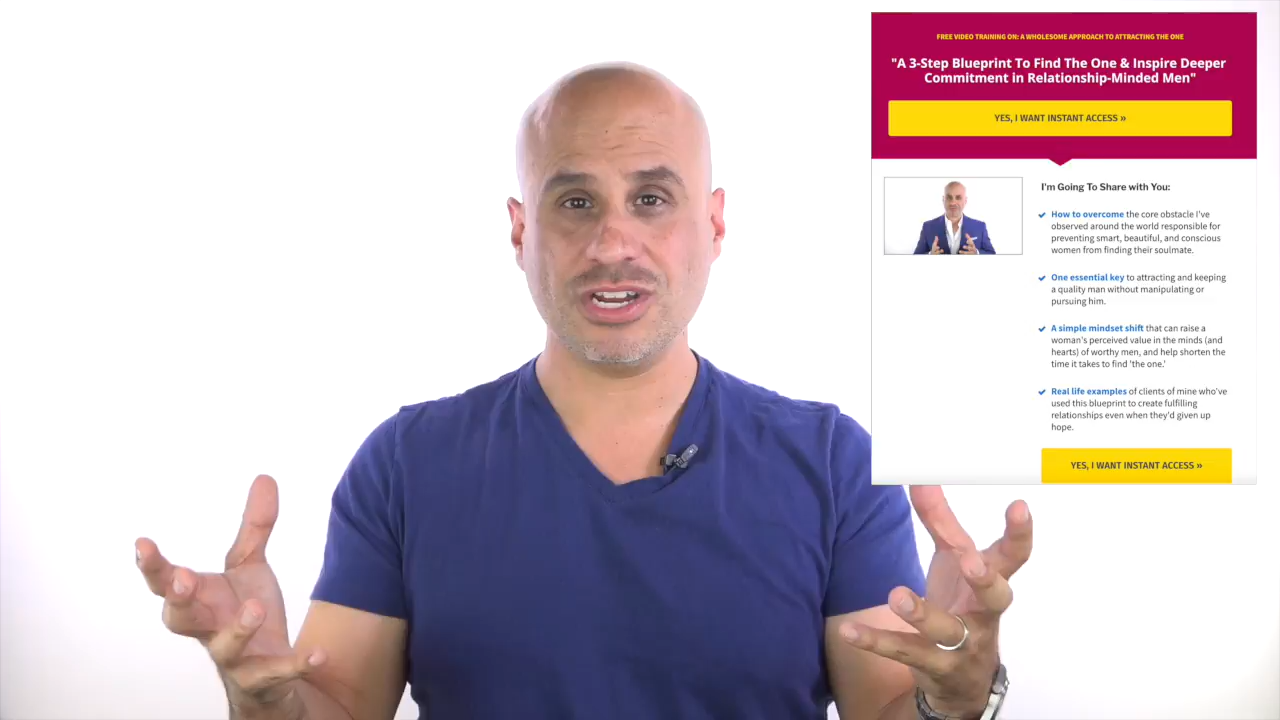 FREE VIDEO TRAINING ON: A WHOLESOME APPROACH TO ATTRACTING THE ONE
"A 3-Step Blueprint To Find The One & Inspire Deeper
Commitment in Relationship-Minded Men"
YES, I WANT INSTANT ACCESS »
I'm Going To Share with You:
How to overcome the core obstacle I've
observed around the world responsible for
preventing smart, beautiful, and conscious
women from finding their soulmate.
One essential key to attracting and keeping
a quality man without manipulating or
pursuing him.
A simple mindset shift that can raise a
woman's perceived value in the minds (and
hearts) of worthy men, and help shorten the
time it takes to find 'the one.'
Real life examples of clients of mine who've
used this blueprint to create fulfilling
relationships even when they'd given up
hope.
YES, I WANT INSTANT ACCESS »